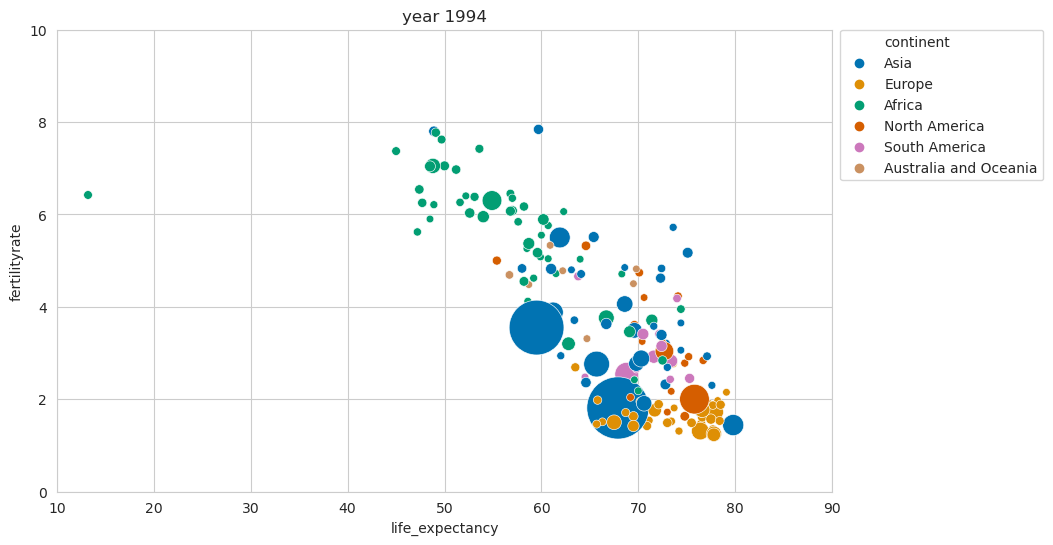 year 1994
10
8
6
4
2
0
fertilityrate
10 20 30 40 50 60 70 80 90
life_expectancy
continent
Asia
Europe
Africa
North America
South America
Australia and Oceania